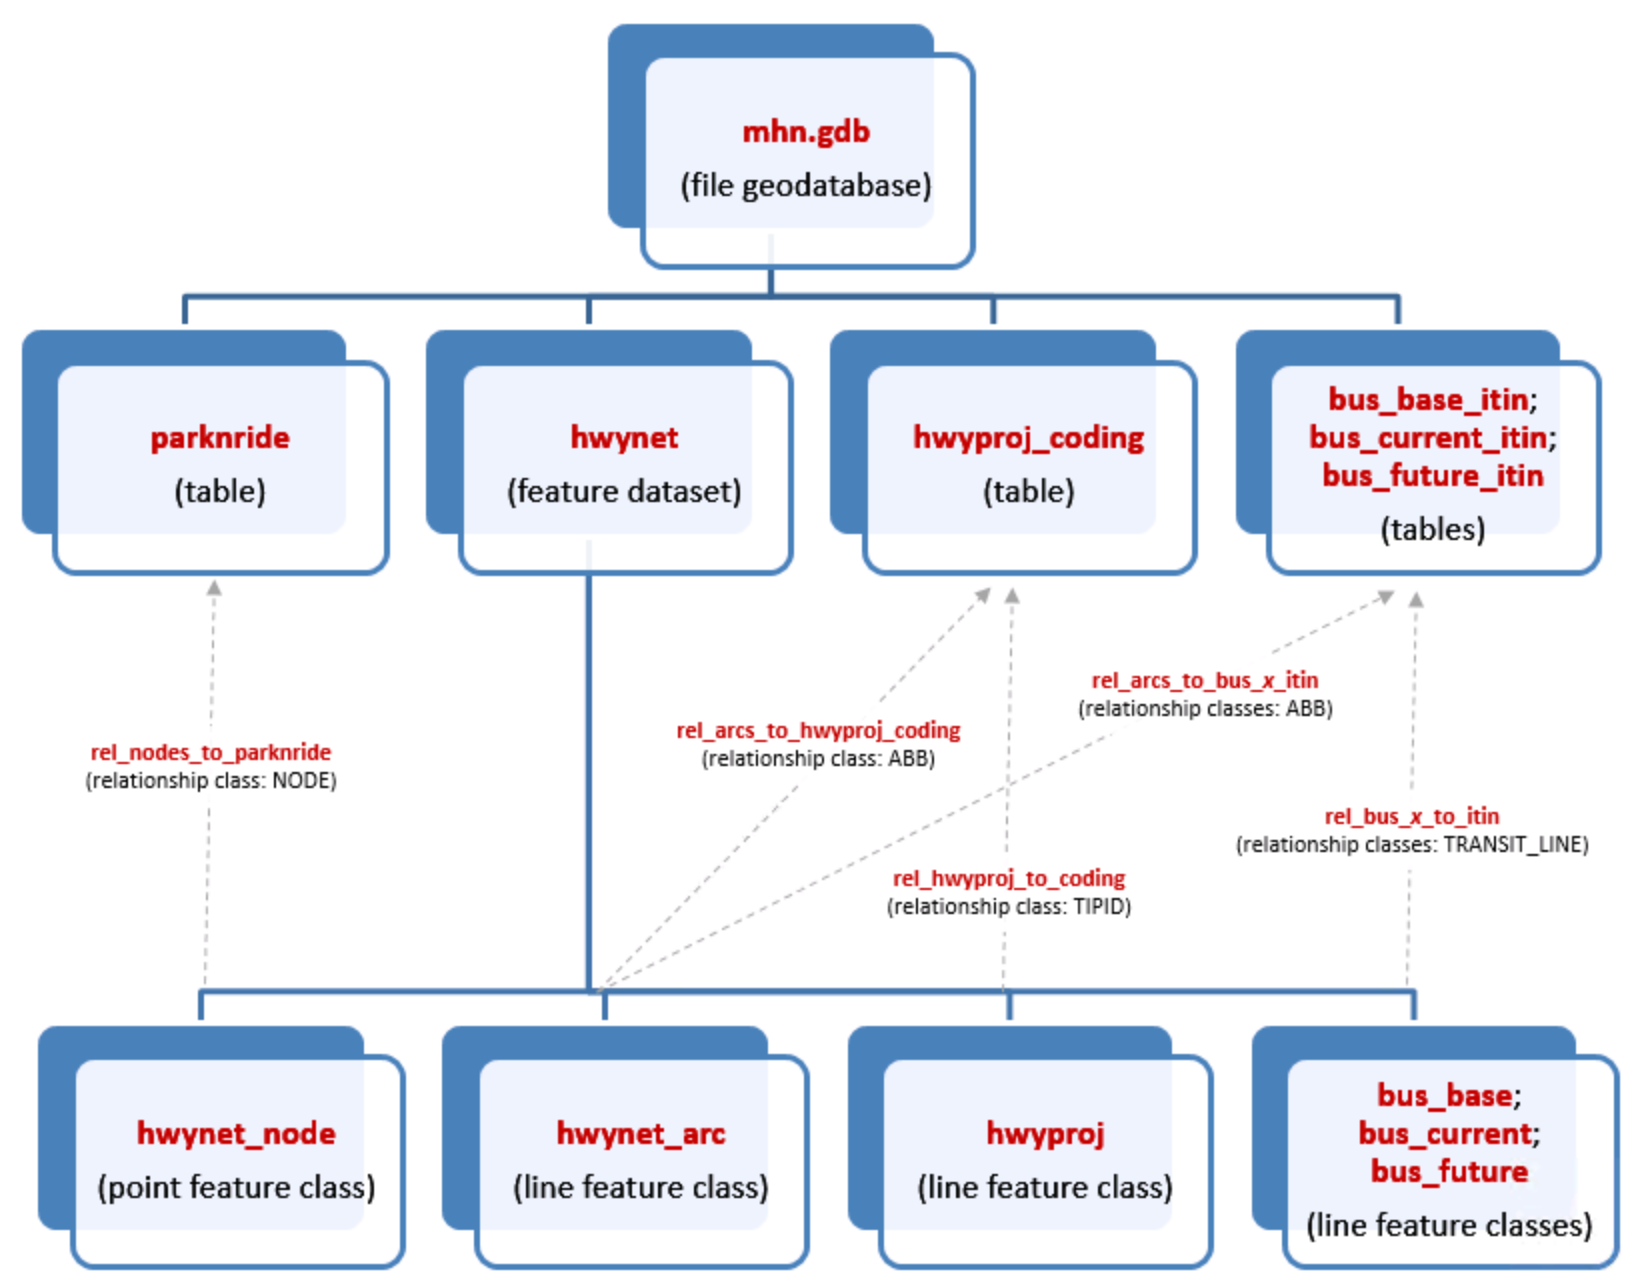 mhn.gdb
(file geodatabase)
parknride
(table)
hwynet
(feature dataset)
hwyproj_coding
(table)
bus_base_itin;
bus_current_itin;
bus_future_itin
(tables)
rel_nodes_to_parknride
(relationship class: NODE)
rel_arcs_to_hwyproj_coding
(relationship class: ABB)
rel_arcs_to_bus_x_itin
(relationship classes: ABB)
rel_hwyproj_to_coding
(relationship class: TIPID)
rel_bus_x_to_itin
(relationship classes: TRANSIT_LINE)
hwynet_node
(point feature class)
hwynet_arc
(line feature class)
hwyproj
(line feature class)
bus_base;
bus_current;
bus_future
(line feature classes)